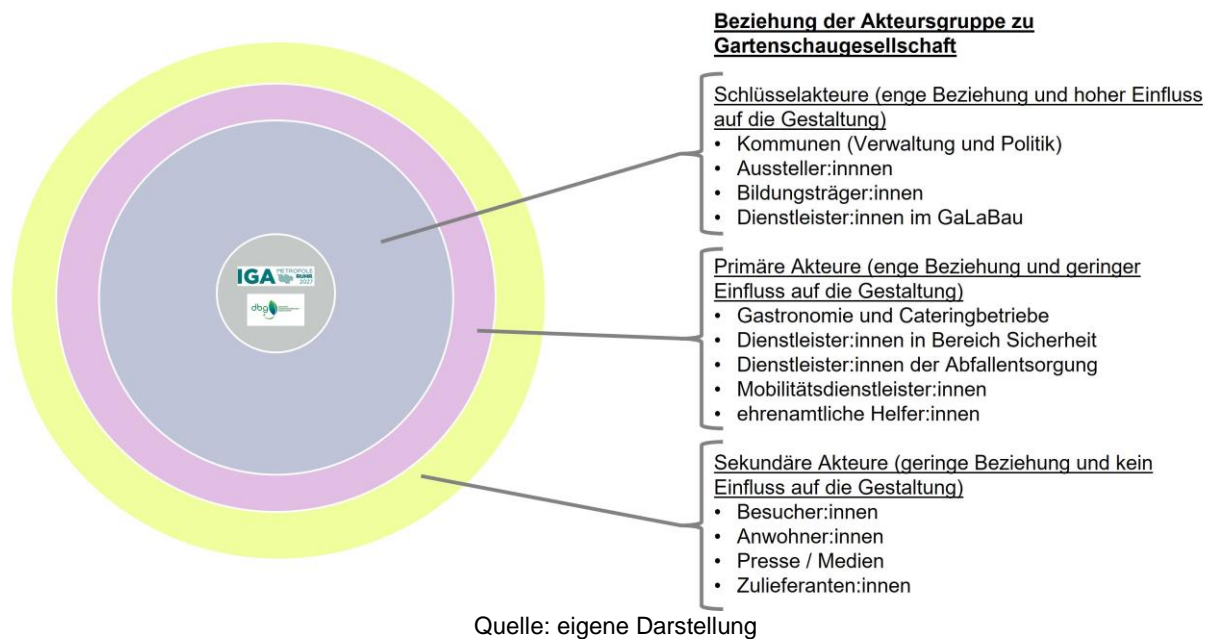 Beziehung der Akteursgruppe zu
Gartenschaugesellschaft
Schlüsselakteure (enge Beziehung und hoher Einfluss
auf die Gestaltung)
• Kommunen (Verwaltung und Politik)
• Aussteller:innnen
• Bildungsträger:innen
• Dienstleister:innen im GaLaBau
IGA METROPOLE
RUHR
2027
dbg
Primäre Akteure (enge Beziehung und geringer
Einfluss auf die Gestaltung)
• Gastronomie und Cateringbetriebe
• Dienstleister:innen in Bereich Sicherheit
• Dienstleister:innen der Abfallentsorgung
• Mobilitätsdienstleister:innen
• ehrenamtliche Helfer:innen
Sekundäre Akteure (geringe Beziehung und kein
Einfluss auf die Gestaltung)
• Besucher:innen
• Anwohner:innen
• Presse / Medien
• Zulieferanten:innen
Quelle: eigene Darstellung